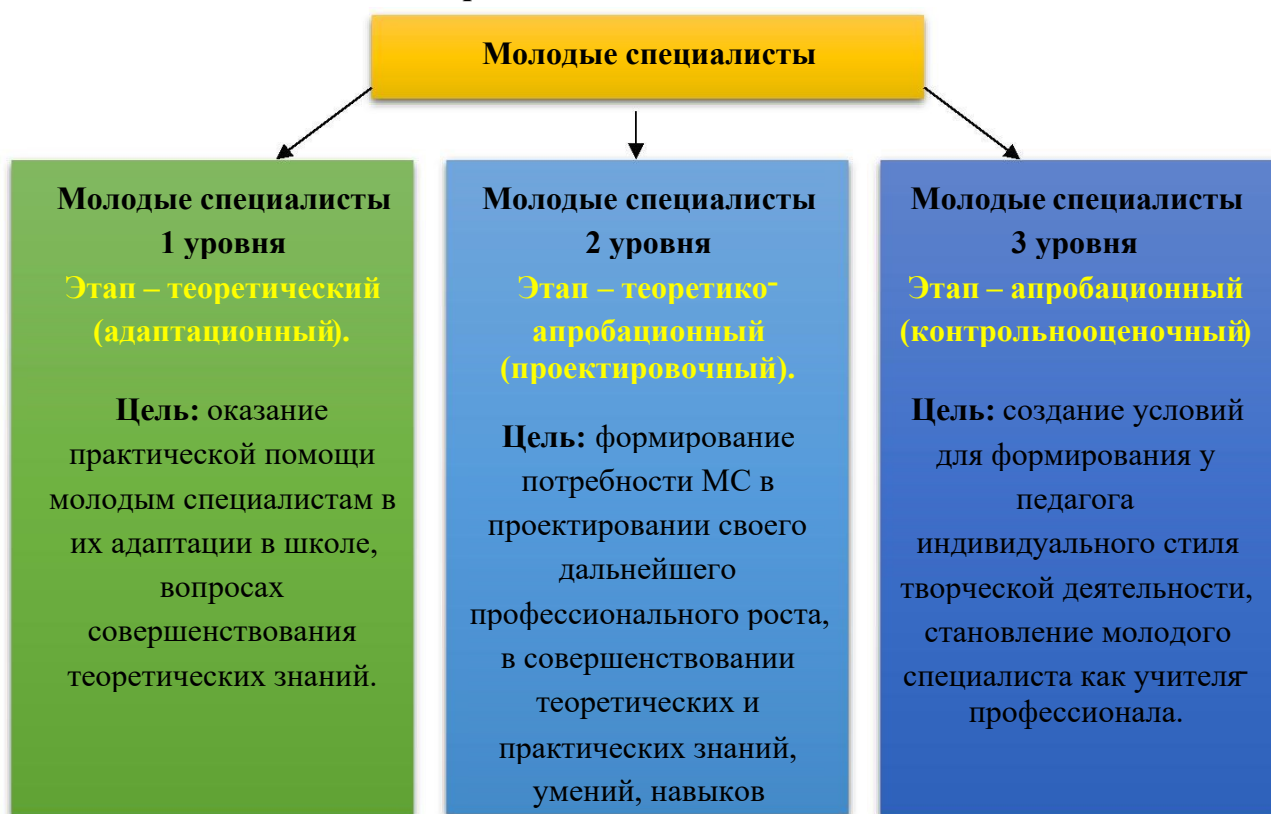 Молодые специалисты
Молодые специалисты
1 уровня
Этап – теоретический
(адаптационный).
Цель: оказание
практической помощи
молодым специалистам в
их адаптации в школе,
вопросах
совершенствования
теоретических знаний.
Молодые специалисты
2 уровня
Этап – теоретико-
апробационный
(проектировочный).
Цель: формирование
потребности МС в
проектировании своего
дальнейшего
профессионального роста,
в совершенствовании
теоретических и
практических знаний,
умений, навыков
Молодые специалисты
3 уровня
Этап – апробационный
(контрольнооценочный)
Цель: создание условий
для формирования у
педагога
индивидуального стиля
творческой деятельности,
становление молодого
специалиста как учителя-
профессионала.